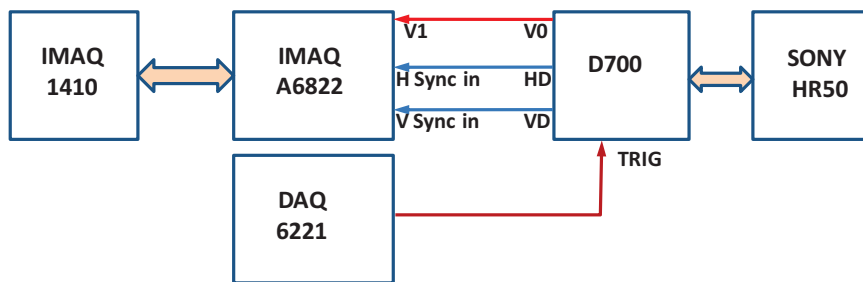 IMAQ
1410
IMAQ
A6822
V1
V0
H Sync in
HD
V Sync in
VD
D700
SONY
HR50
TRIG
DAQ
6221